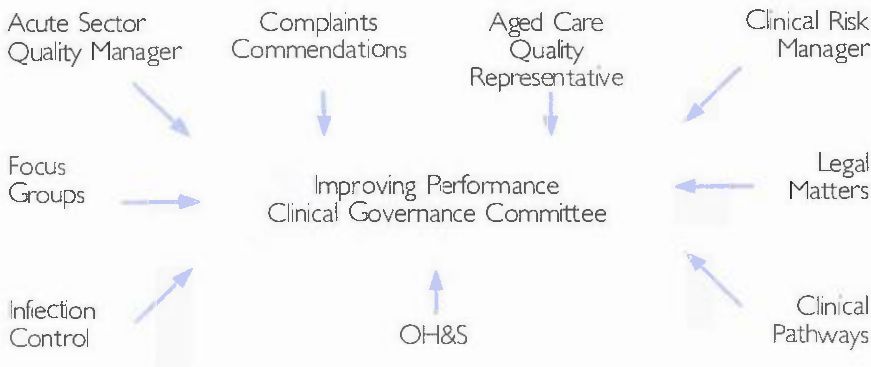 Acute Sector
Quality Manager
Complaints
Commendations
Aged Care
Quality
Representative
Clinical Risk
Manager
Focus
Groups
Improving Performance
Clinical Governance Committee
Legal
Matters
Infection
Control
OH&S
Clinical
Pathways